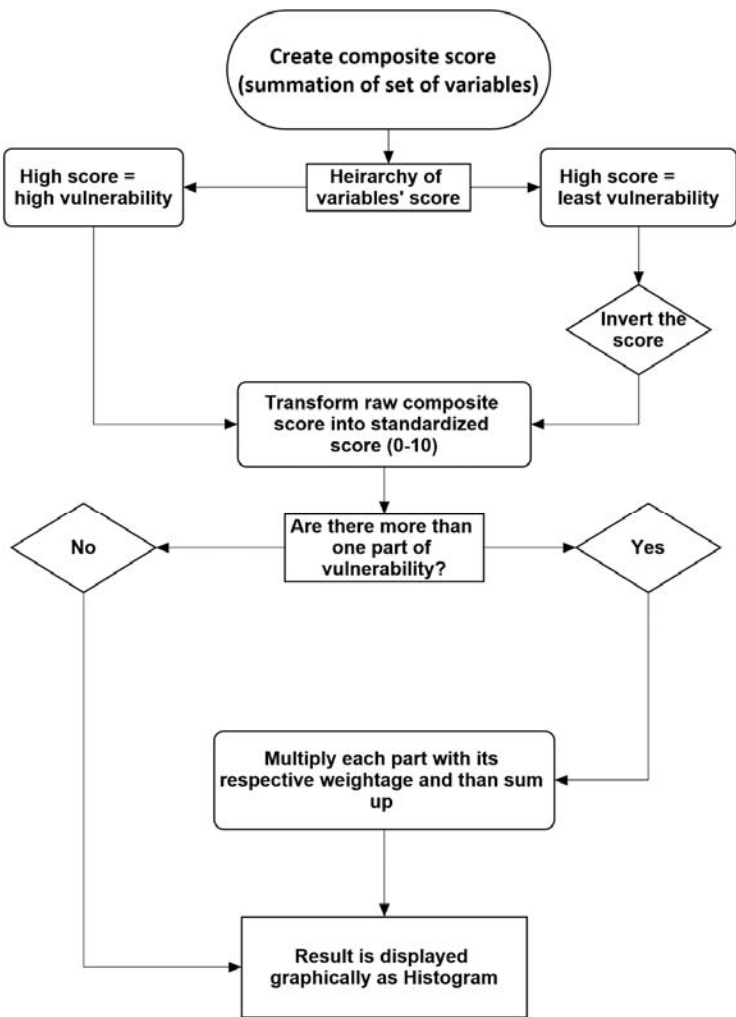 Create composite score
(summation of set of variables)
High score =
high vulnerability
Heirarchy of
variables' score
High score =
least vulnerability
Invert the
score
Transform raw composite
score into standardized
score (0-10)
No
Are there more than
one part of
vulnerability?
Yes
Multiply each part with its
respective weightage and than sum
up
Result is displayed
graphically as Histogram